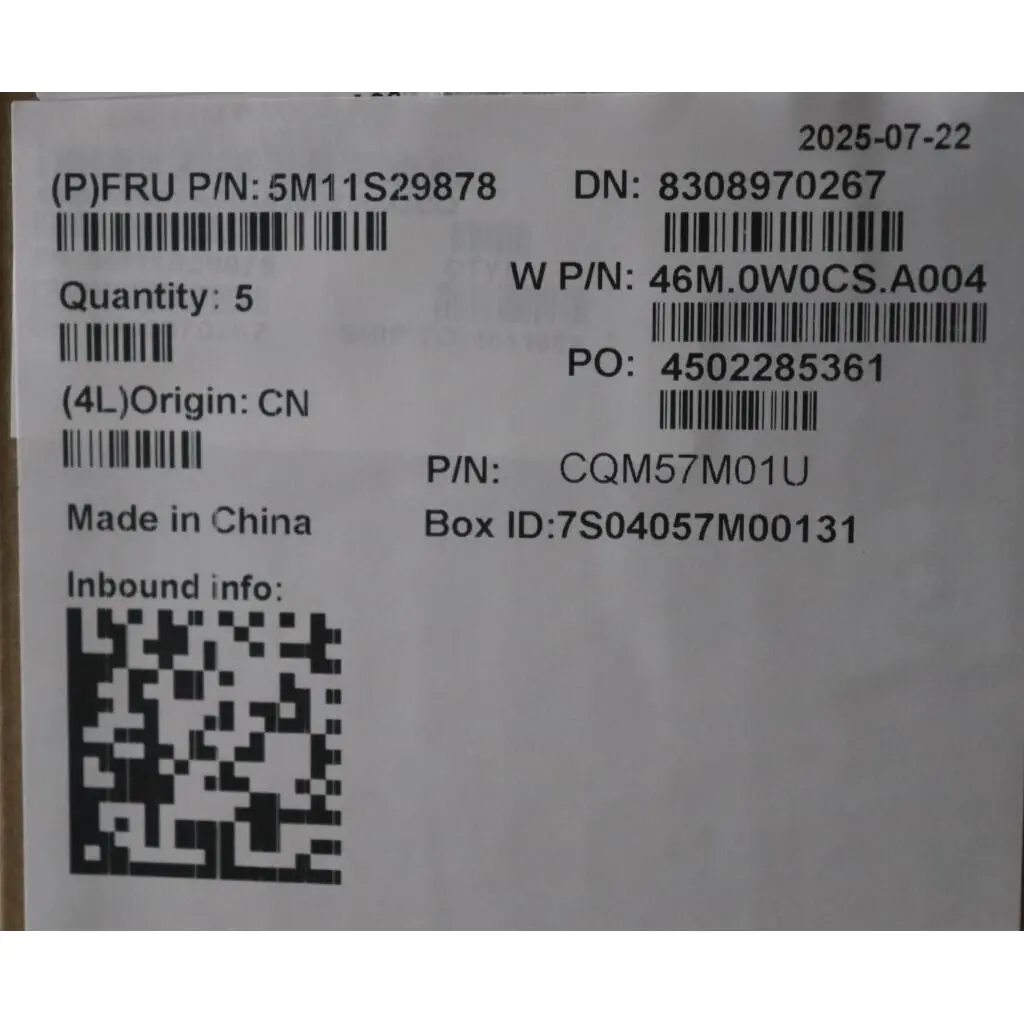 2025-07-22
(P)FRU P/N: 5M11S29878 DN: 8308970267
W P/N: 46M.0W0CS.A004
Quantity: 5
PO: 4502285361
(4L)Origin: CN
P/N: CQM57M01U
Made in China Box ID:7S04057M00131
Inbound info: